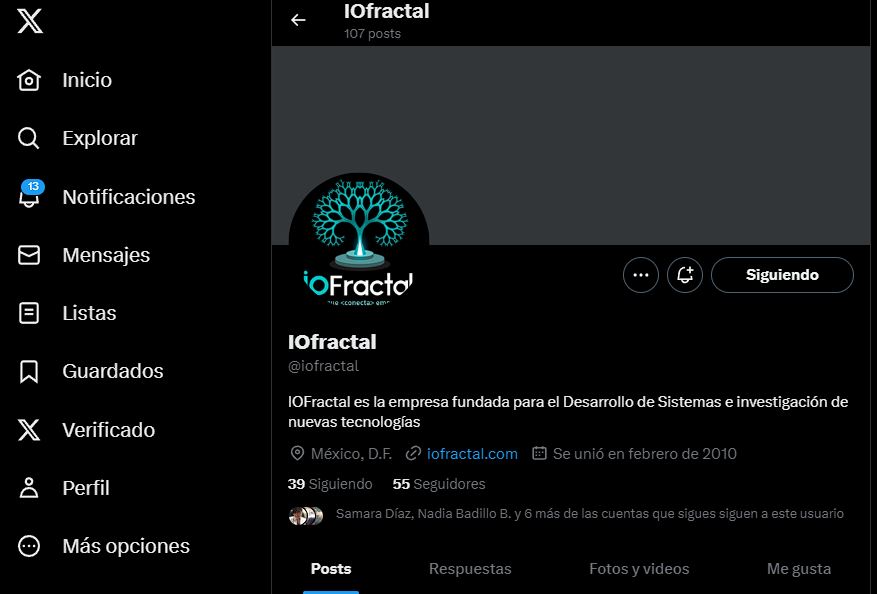 IOfractal
107 posts
Inicio
Explorar
13
Notificaciones
Mensajes
Listas
Guardados
Verificado
Perfil
Más opciones
ioFractal
que <conecta>
Siguiendo
IOfractal
@iofractal
IOFractal es la empresa fundada para el Desarrollo de Sistemas e investigación de
nuevas tecnologías
México, D.F. iofractal.com Se unió en febrero de 2010
39 Siguiendo 55 Seguidores
Samara Díaz, Nadia Badillo B. y 6 más de las cuentas que sigues siguen a este usuario
Posts Respuestas Fotos y videos Me gusta